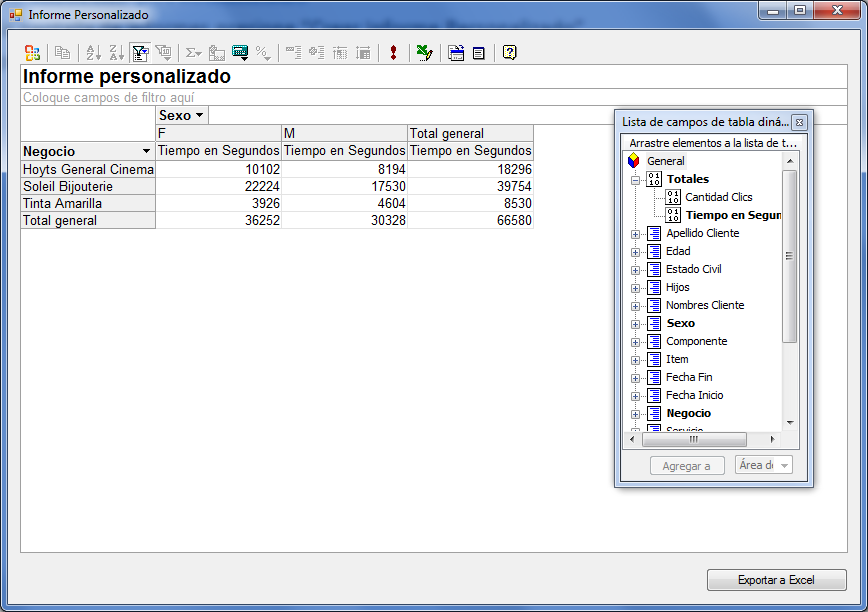 Informe Personalizado
Informe personalizado
Coloque campos de filtro aquí
Sexo
F M Total general
Negocio Tiempo en Segundos Tiempo en Segundos Tiempo en Segundos
Hoyts General Cinema 10102 8194 18296
Soleil Bijouterie 22224 17530 39754
Tinta Amarilla 3926 4604 8530
Total general 36252 30328 66580
Lista de campos de tabla diná...
Arrastre elementos a la lista de t...
General
Totales
Cantidad Clics
Tiempo en Segun
Apellido Cliente
Edad
Estado Civil
Hijos
Nombres Cliente
Sexo
Componente
Item
Fecha Fin
Fecha Inicio
Negocio
Servicio
Agregar a
Área d
Exportar a Excel